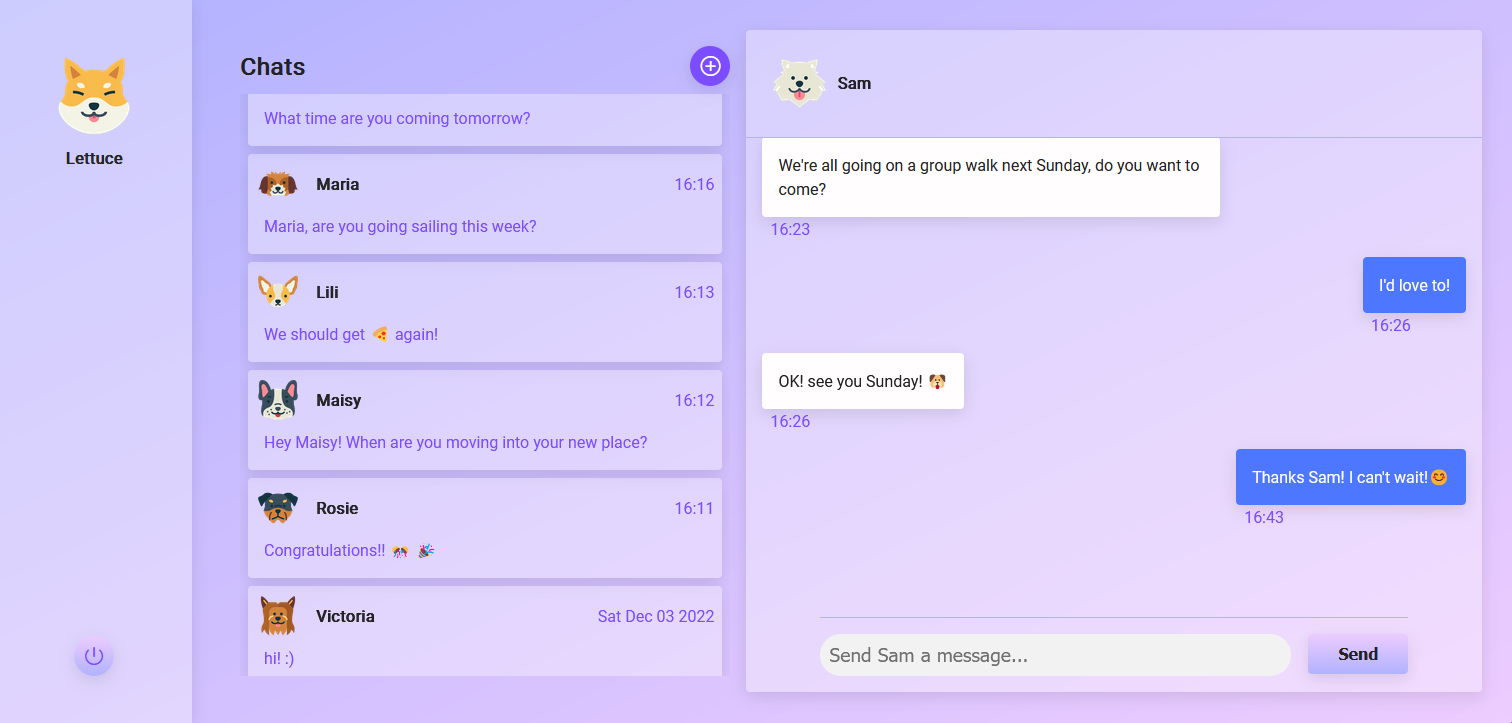 Lettuce
Chats
What time are you coming tomorrow?
Maria 16:16
Maria, are you going sailing this week?
Lili 16:13
We should get 🍕 again!
Maisy 16:12
Hey Maisy! When are you moving into your new place?
Rosie 16:11
Congratulations!! 🎊 🎉
Victoria Sat Dec 03 2022
hi! :)
Sam
We're all going on a group walk next Sunday, do you want to
come?
16:23
I'd love to!
16:26
OK! see you Sunday! 🐶
16:26
Thanks Sam! I can't wait!😊
16:43
Send Sam a message...
Send